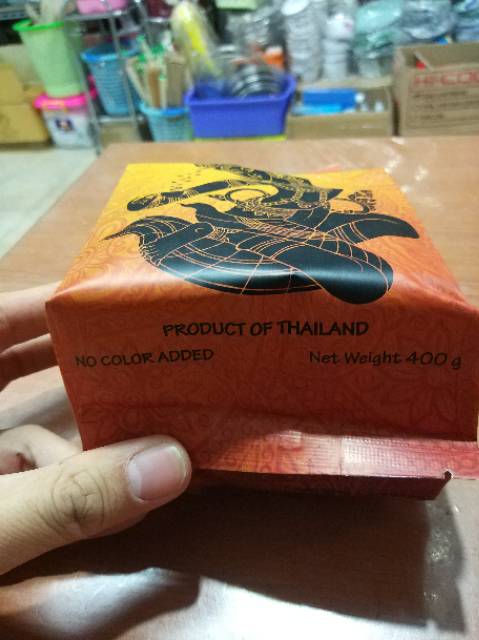 PRODUCT OF THAILAND
NO COLOR ADDED
Net Weight 400 g